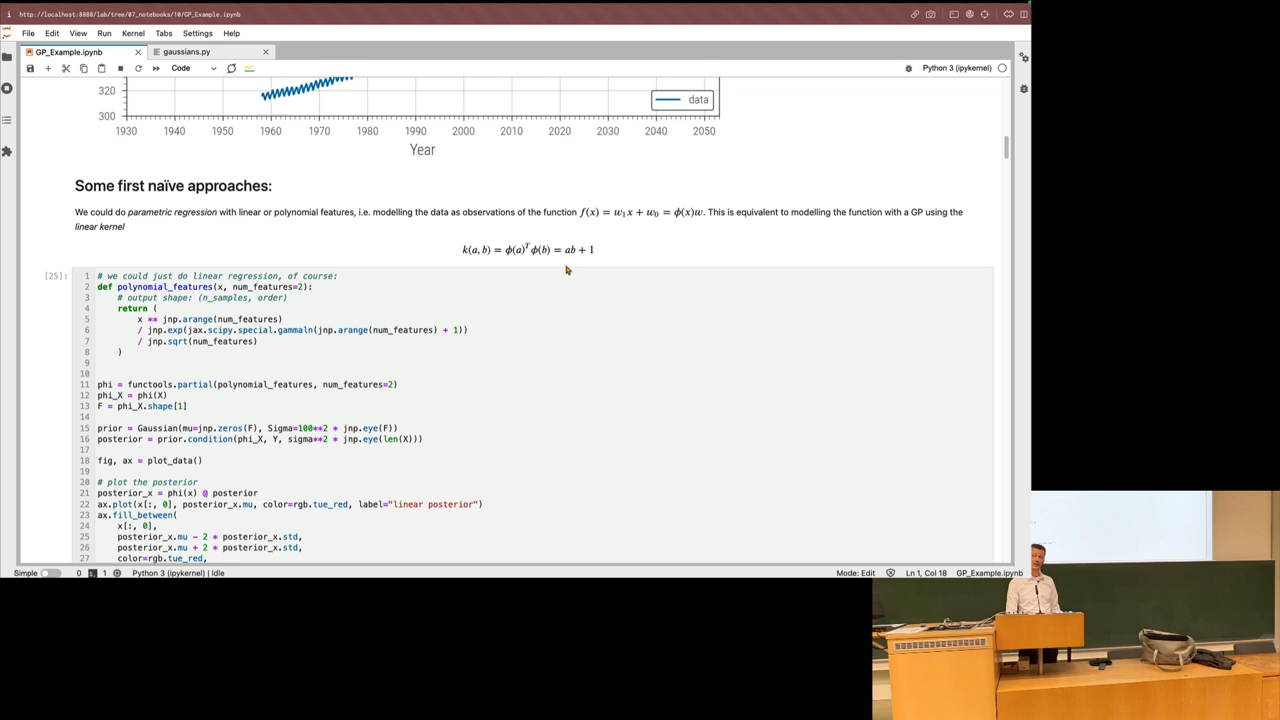 http://localhost:8888/lab/tree/07_notebooks/10/GP_Example.ipynb
File Edit View Run Kernel Tabs Settings Help
GP_Example.ipynb
gaussians.py
Code
Python 3 (ipykernel)
320
300
data
1930 1940 1950 1960 1970 1980 1990 2000 2010 2020 2030 2040 2050
Year
Some first naïve approaches:
We could do parametric regression with linear or polynomial features, i.e. modelling the data as observations of the function f(x) = w₁x + w₀ = ϕ(x)w. This is equivalent to modelling the function with a GP using the
linear kernel
k(a, b) = ϕ(a)ᵀϕ(b) = ab + 1
[25]:
1 # we could just do linear regression, of course:
2 def polynomial_features(x, num_features=2):
3     # output shape: (n_samples, order)
4     return (
5         x ** jnp.arange(num_features)
6         / jnp.exp(jax.scipy.special.gammaln(jnp.arange(num_features) + 1))
7         / jnp.sqrt(num_features)
8     )
9
10
11 phi = functools.partial(polynomial_features, num_features=2)
12 phi_X = phi(X)
13 F = phi_X.shape[1]
14
15 prior = Gaussian(mu=jnp.zeros(F), Sigma=100**2 * jnp.eye(F))
16 posterior = prior.condition(phi_X, Y, sigma**2 * jnp.eye(len(X)))
17
18 fig, ax = plot_data()
19
20 # plot the posterior
21 posterior_x = phi(x) @ posterior
22 ax.plot(x[:, 0], posterior_x.mu, color=rgb.tue_red, label="linear posterior")
23 ax.fill_between(
24     x[:, 0],
25     posterior_x.mu - 2 * posterior_x.std,
26     posterior_x.mu + 2 * posterior_x.std,
27     color=rgb.tue_red,
Simple 0 1 Python 3 (ipykernel) | Idle
Mode: Edit Ln 1, Col 18 GP_Example.ipynb